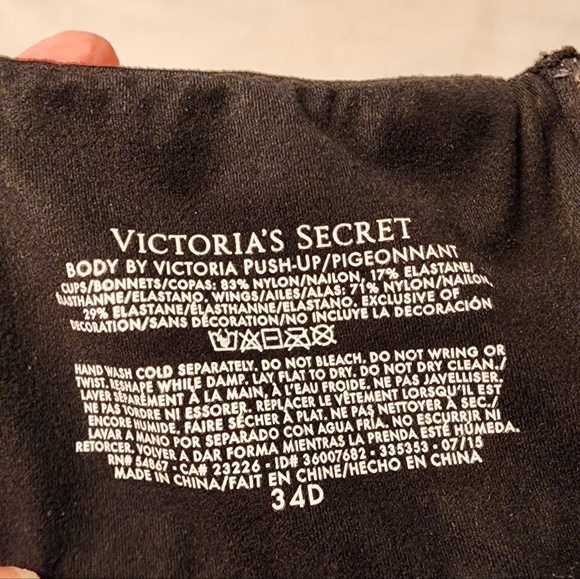 VICTORIA'S SECRET
BODY BY VICTORIA PUSH-UP/PIGEONNANT
CUPS/BONNETS/COPAS: 83% NYLON/NAILON, 17% ELASTANE/
ÉLASTHANNE/ELASTANO. WINGS/AILES/ALAS: 71% NYLON/NAILON,
29% ELASTANE/ÉLASTHANNE/ELASTANO. EXCLUSIVE OF
DECORATION/SANS DÉCORATION/NO INCLUYE LA DECORACIÓN
HAND WASH COLD SEPARATELY. DO NOT BLEACH. DO NOT WRING OR
TWIST. RESHAPE WHILE DAMP. LAY FLAT TO DRY. DO NOT DRY CLEAN./
LAVER SÉPARÉMENT À LA MAIN, À L'EAU FROIDE. NE PAS JAVELLISER.
NE PAS TORDRE NI ESSORER. REPLACER LE VÊTEMENT LORSQU'IL EST
ENCORE HUMIDE. FAIRE SÉCHER À PLAT. NE PAS NETTOYER À SEC./
LAVAR A MANO POR SEPARADO CON AGUA FRÍA. NO ESCURRIR NI
RETORCER. VOLVER A DAR FORMA MIENTRAS LA PRENDA ESTÉ HÚMEDA.
RN# 54867 • CA# 23226 • ID# 36007682 • 335353 • 07/15
MADE IN CHINA/FAIT EN CHINE/HECHO EN CHINA
34D